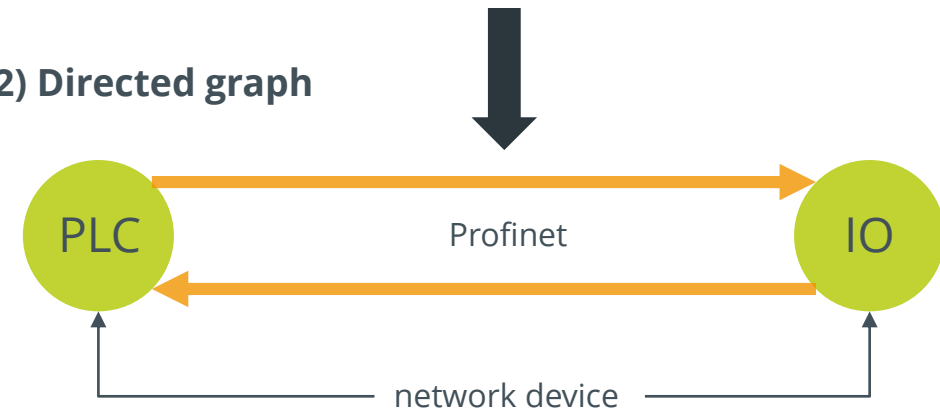 2) Directed graph
PLC
Profinet
IO
network device